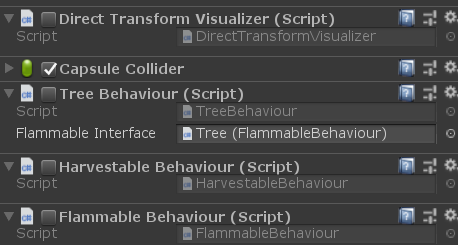 Direct Transform Visualizer (Script)
Script DirectTransformVisualizer
Capsule Collider
Tree Behaviour (Script)
Script TreeBehaviour
Flammable Interface Tree (FlammableBehaviour)
Harvestable Behaviour (Script)
Script HarvestableBehaviour
Flammable Behaviour (Script)
Script FlammableBehaviour